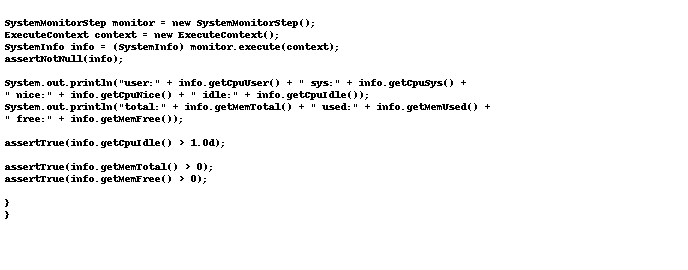 SystemMonitorStep monitor = new SystemMonitorStep();
ExecuteContext context = new ExecuteContext();
SystemInfo info = (SystemInfo) monitor.execute(context);
assertNotNull(info);
System.out.println("user:" + info.getCpuUser() + " sys:" + info.getCpuSys() +
" nice:" + info.getCpuNice() + " idle:" + info.getCpuIdle());
System.out.println("total:" + info.getMemTotal() + " used:" + info.getMemUsed() +
" free:" + info.getMemFree());
assertTrue(info.getCpuIdle() > 1.0d);
assertTrue(info.getMemTotal() > 0);
assertTrue(info.getMemFree() > 0);
}
}